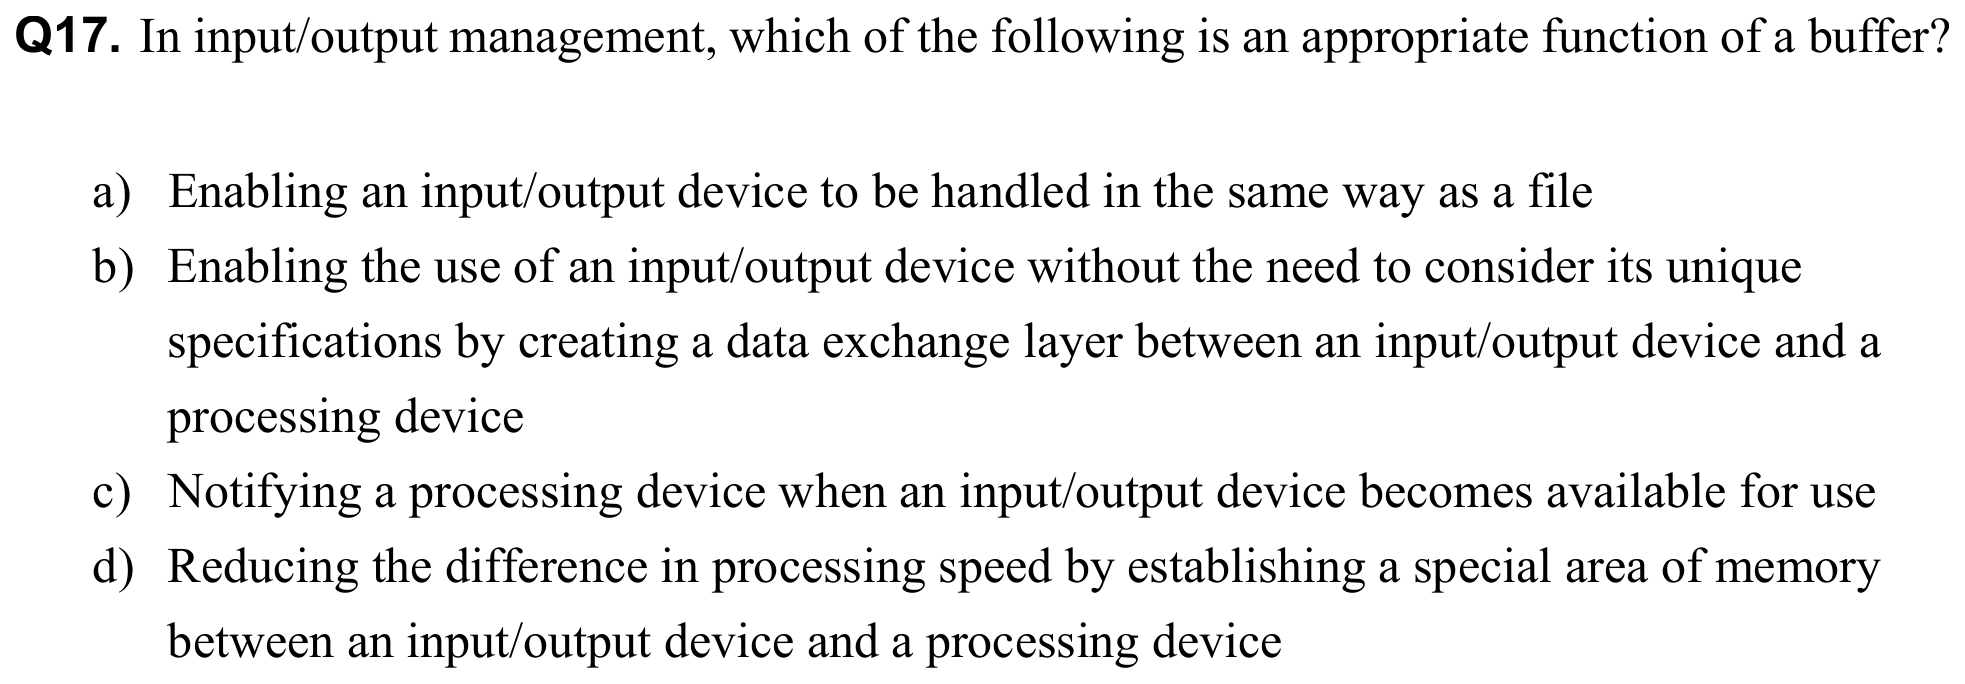 Q17. In input/output management, which of the following is an appropriate function of a buffer?
a) Enabling an input/output device to be handled in the same way as a file
b) Enabling the use of an input/output device without the need to consider its unique
specifications by creating a data exchange layer between an input/output device and a
processing device
c) Notifying a processing device when an input/output device becomes available for use
d) Reducing the difference in processing speed by establishing a special area of memory
between an input/output device and a processing device